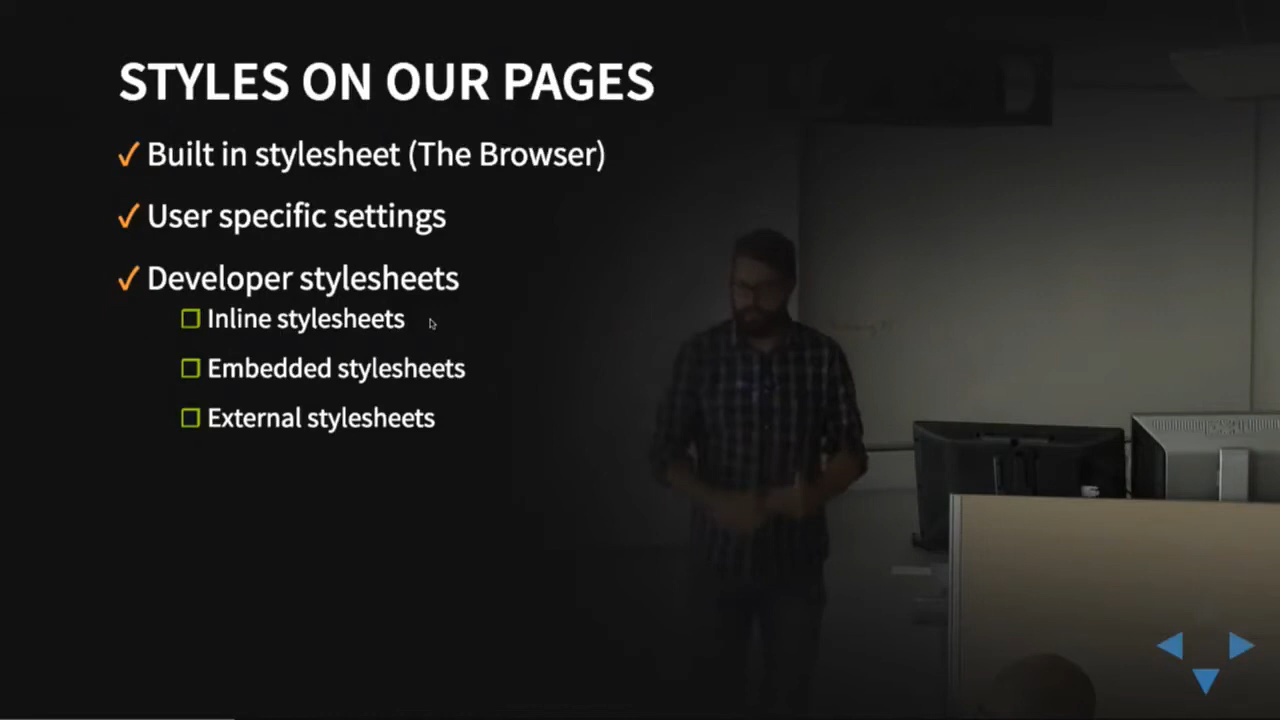 STYLES ON OUR PAGES
Built in stylesheet (The Browser)
User specific settings
Developer stylesheets
Inline stylesheets
Embedded stylesheets
External stylesheets